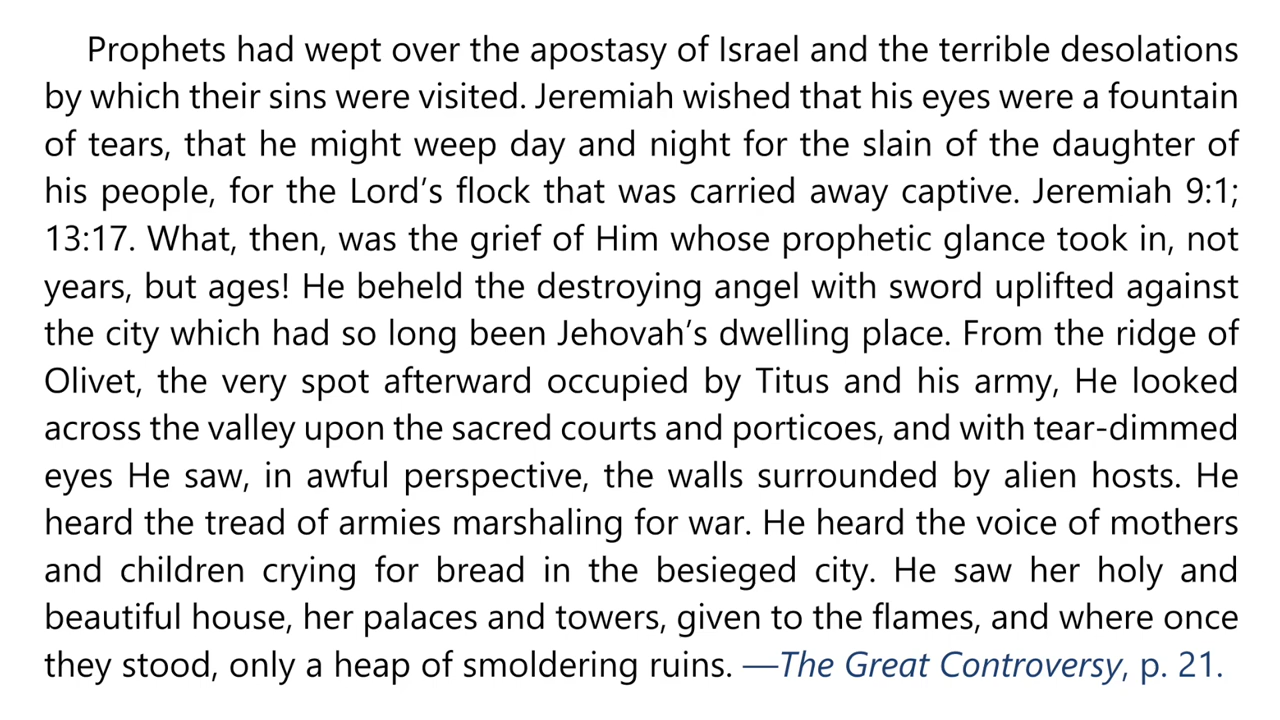 Prophets had wept over the apostasy of Israel and the terrible desolations
by which their sins were visited. Jeremiah wished that his eyes were a fountain
of tears, that he might weep day and night for the slain of the daughter of
his people, for the Lord’s flock that was carried away captive. Jeremiah 9:1;
13:17. What, then, was the grief of Him whose prophetic glance took in, not
years, but ages! He beheld the destroying angel with sword uplifted against
the city which had so long been Jehovah’s dwelling place. From the ridge of
Olivet, the very spot afterward occupied by Titus and his army, He looked
across the valley upon the sacred courts and porticoes, and with tear-dimmed
eyes He saw, in awful perspective, the walls surrounded by alien hosts. He
heard the tread of armies marshaling for war. He heard the voice of mothers
and children crying for bread in the besieged city. He saw her holy and
beautiful house, her palaces and towers, given to the flames, and where once
they stood, only a heap of smoldering ruins. —The Great Controversy, p. 21.